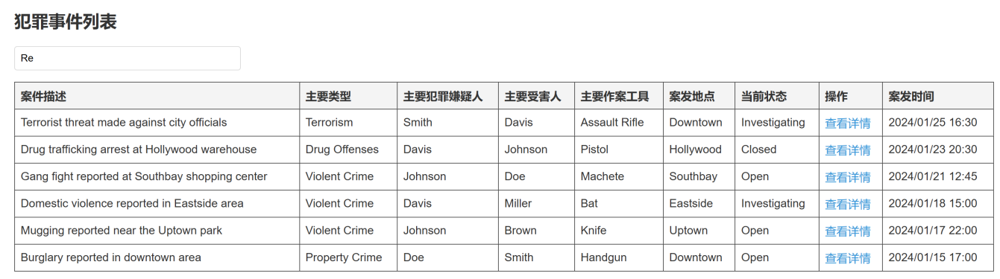 犯罪事件列表
Re
案件描述 主要类型 主要犯罪嫌疑人 主要受害人 主要作案工具 案发地点 当前状态 操作 案发时间
Terrorist threat made against city officials Terrorism Smith Davis Assault Rifle Downtown Investigating 查看详情 2024/01/25 16:30
Drug trafficking arrest at Hollywood warehouse Drug Offenses Davis Johnson Pistol Hollywood Closed 查看详情 2024/01/23 20:30
Gang fight reported at Southbay shopping center Violent Crime Johnson Doe Machete Southbay Open 查看详情 2024/01/21 12:45
Domestic violence reported in Eastside area Violent Crime Davis Miller Bat Eastside Investigating 查看详情 2024/01/18 15:00
Mugging reported near the Uptown park Violent Crime Johnson Brown Knife Uptown Open 查看详情 2024/01/17 22:00
Burglary reported in downtown area Property Crime Doe Smith Handgun Downtown Open 查看详情 2024/01/15 17:00